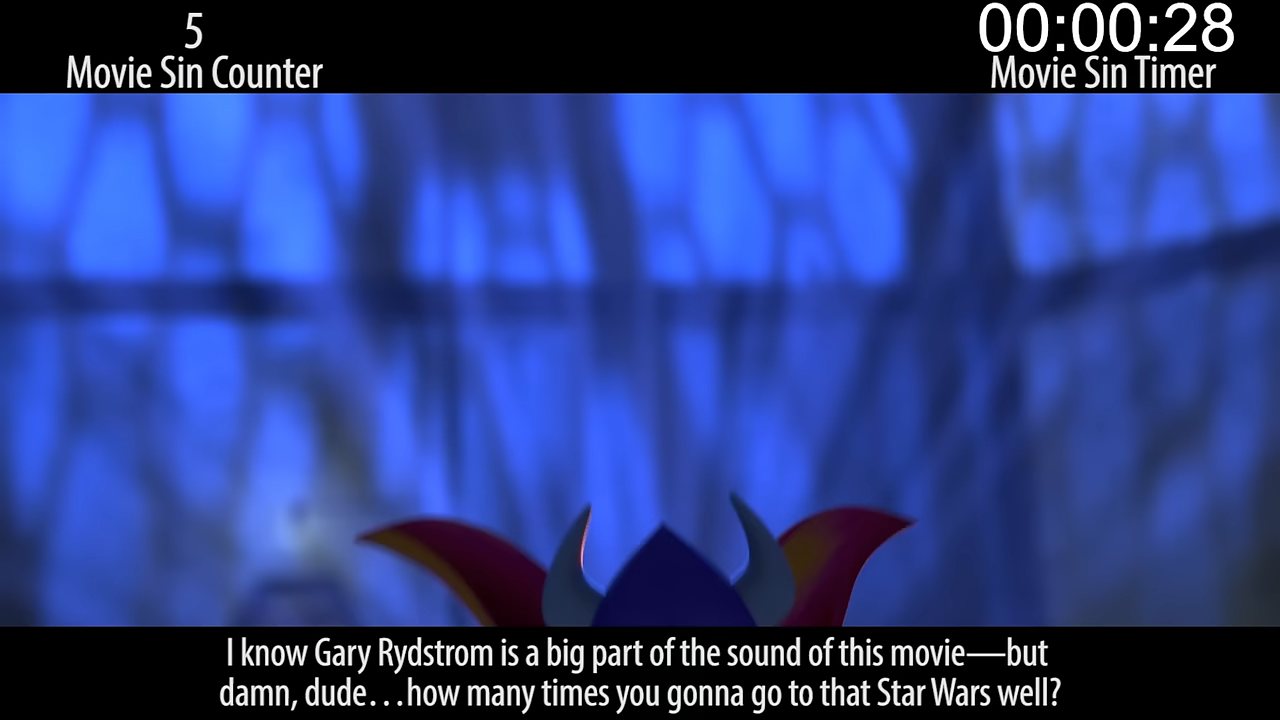 5
Movie Sin Counter
00:00:28
Movie Sin Timer
I know Gary Rydstrom is a big part of the sound of this movie—but
damn, dude…how many times you gonna go to that Star Wars well?